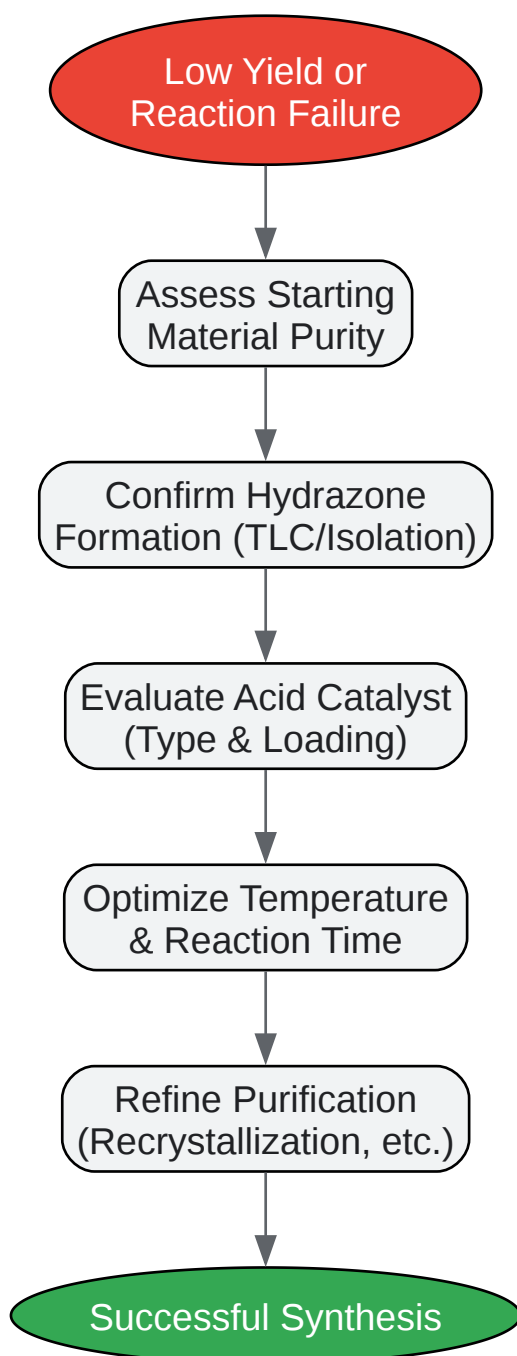 Low Yield or
Reaction Failure
Assess Starting
Material Purity
Confirm Hydrazone
Formation (TLC/Isolation)
Evaluate Acid Catalyst
(Type & Loading)
Optimize Temperature
& Reaction Time
Refine Purification
(Recrystallization, etc.)
Successful Synthesis